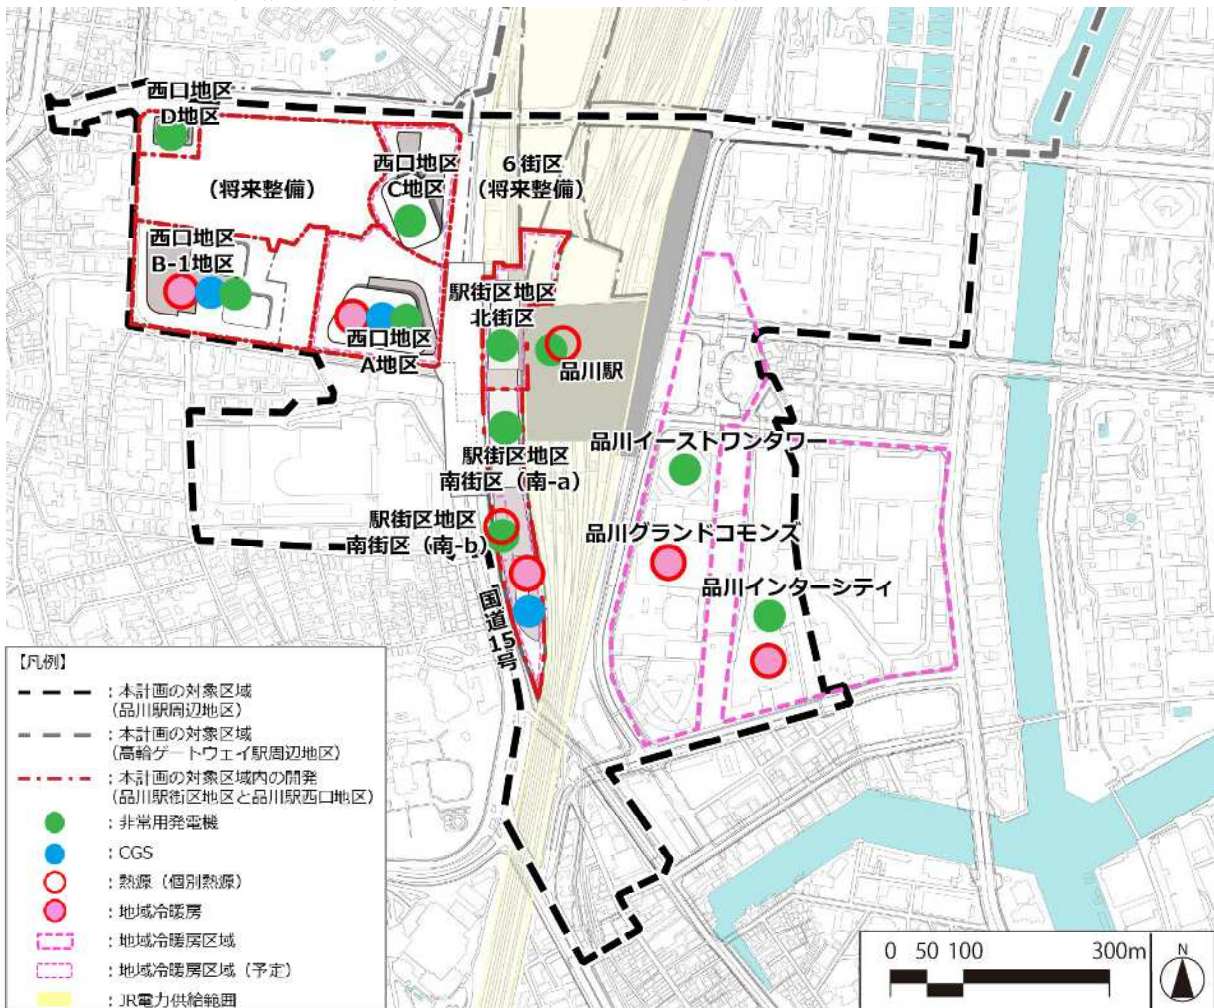 西口地区
D地区
(将来整備)
西口地区
C地区
6街区
(将来整備)
西口地区
B-1地区
西口地区
A地区
駅街区地区
北街区
品川駅
駅街区地区
南街区（南-a）
駅街区地区
南街区（南-b）
国道15号
品川イーストワンタワー
品川グランドコモンズ
品川インターシティ
【凡例】
：本計画の対象区域
（品川駅周辺地区）
：本計画の対象区域
（高輪ゲートウェイ駅周辺地区）
：本計画の対象区域内の開発
（品川駅街区地区と品川駅西口地区）
：非常用発電機
：CGS
：熱源（個別熱源）
：地域冷暖房
：地域冷暖房区域
：地域冷暖房区域（予定）
：JR電力供給範囲
0 50 100 300m
N